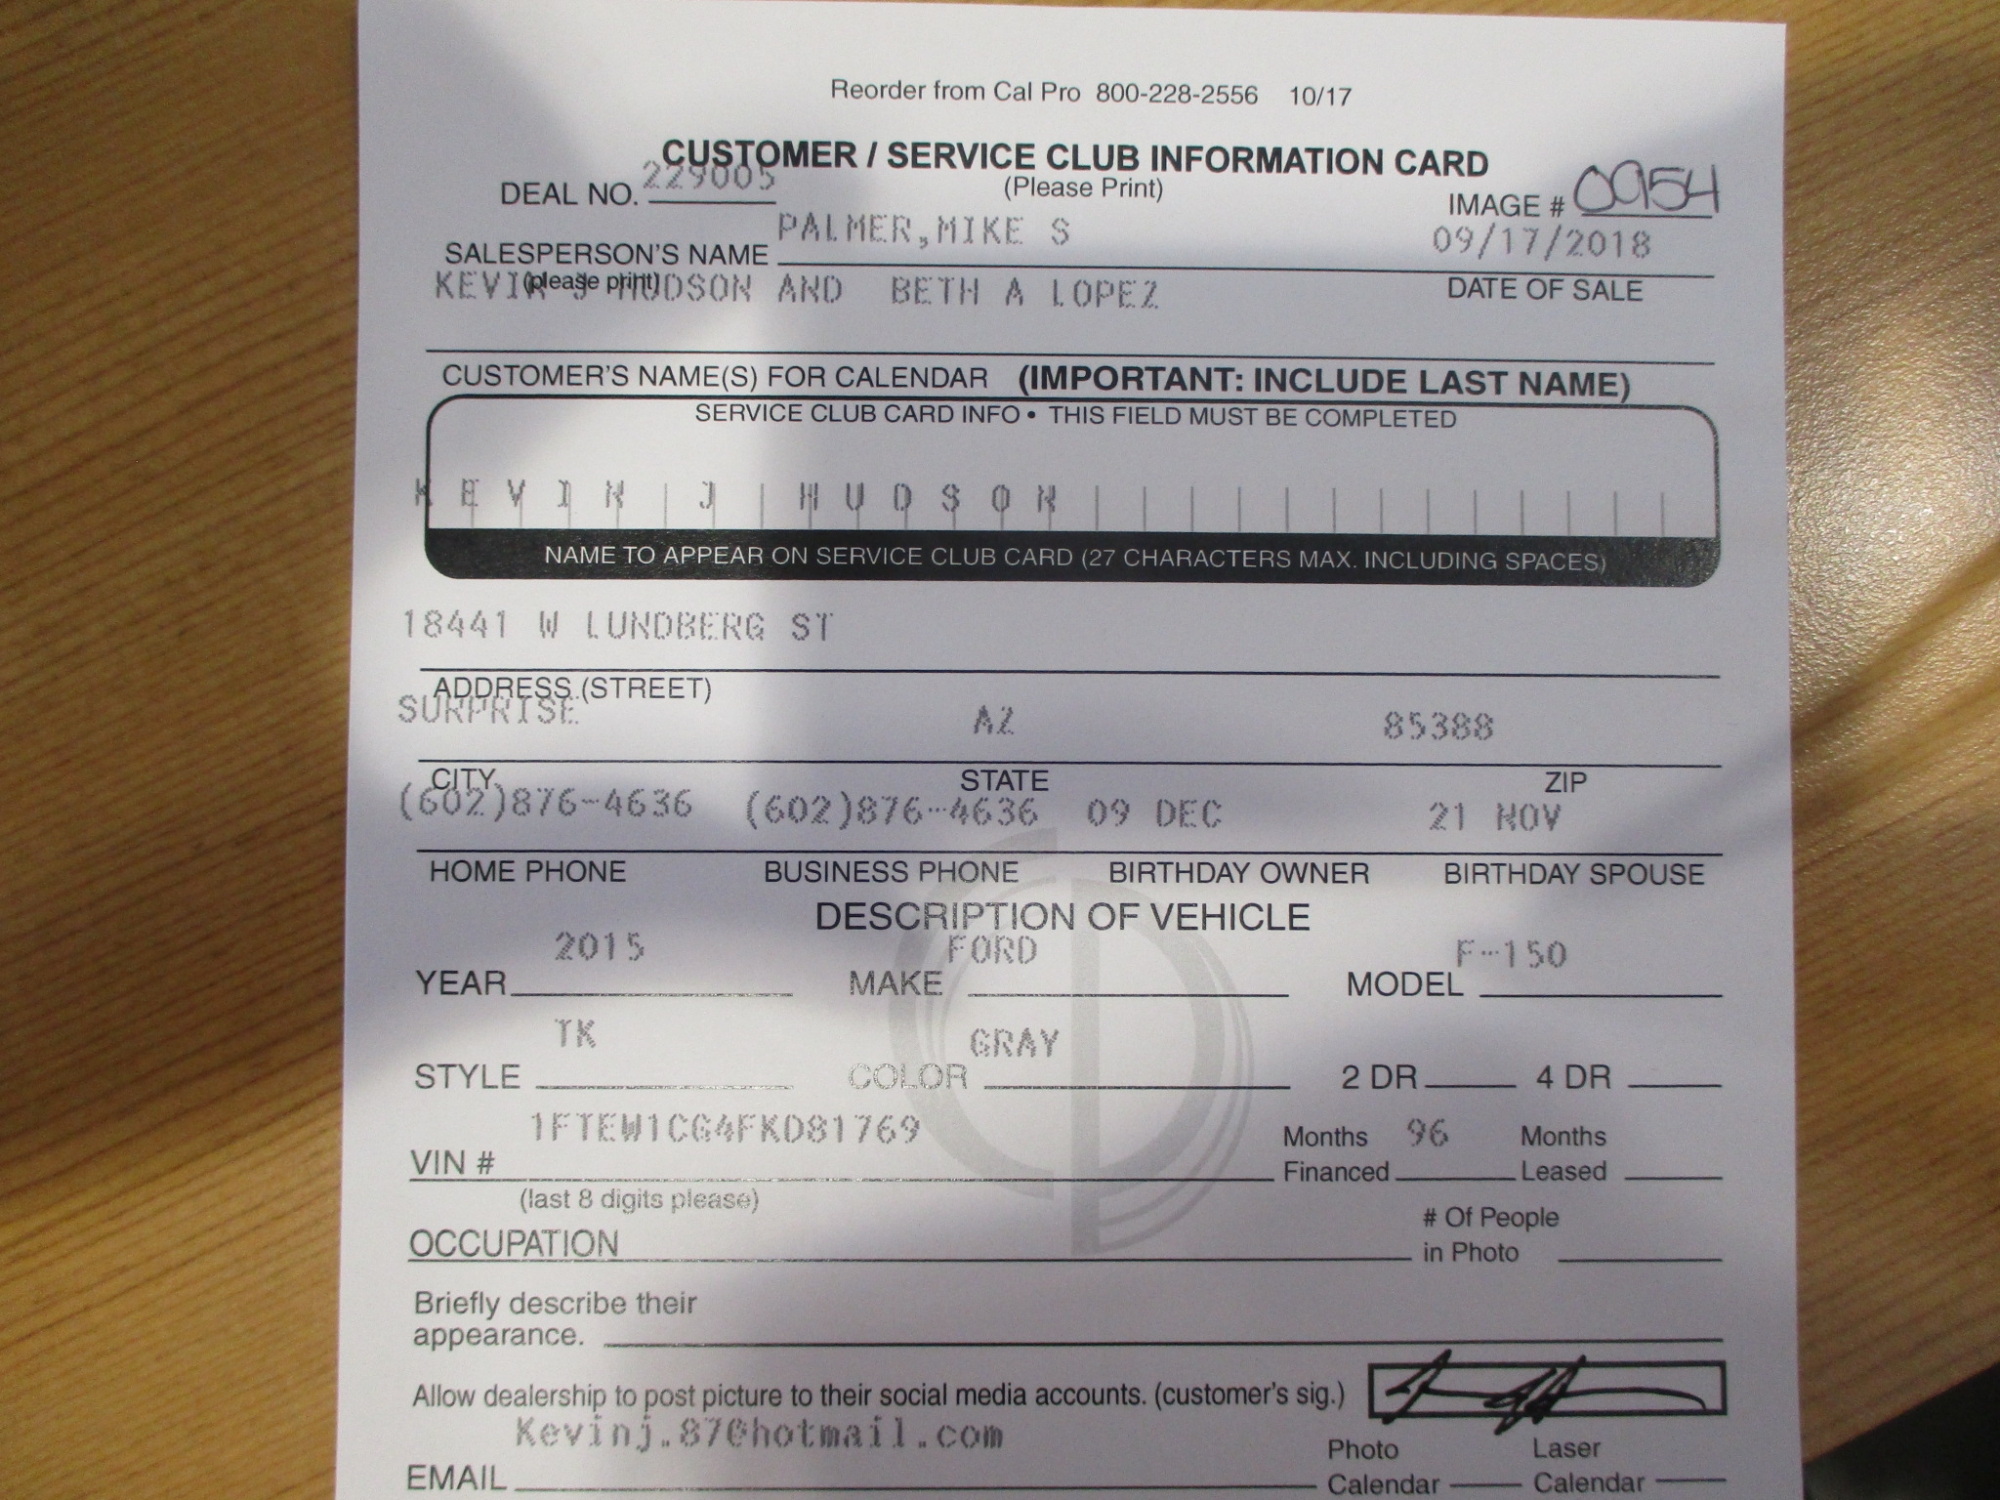 Reorder from Cal Pro 800-228-2556 10/17
CUSTOMER / SERVICE CLUB INFORMATION CARD
(Please Print)
DEAL NO. 229005
IMAGE # 0954
SALESPERSON'S NAME PALMER,MIKE S
(please print)
09/17/2018
DATE OF SALE
KEVIN J HUDSON AND BETH A LOPEZ
CUSTOMER'S NAME(S) FOR CALENDAR (IMPORTANT: INCLUDE LAST NAME)
SERVICE CLUB CARD INFO • THIS FIELD MUST BE COMPLETED
KEVIN J HUDSON
NAME TO APPEAR ON SERVICE CLUB CARD (27 CHARACTERS MAX. INCLUDING SPACES)
18441 W LUNDBERG ST
ADDRESS (STREET)
SURPRISE AZ 85388
CITY STATE ZIP
(602)876-4636 (602)876-4636 09 DEC 21 NOV
HOME PHONE BUSINESS PHONE BIRTHDAY OWNER BIRTHDAY SPOUSE
DESCRIPTION OF VEHICLE
2015 FORD F-150
YEAR MAKE MODEL
TK GRAY
STYLE COLOR 2 DR 4 DR
1FTEW1CG4FKD81769
VIN #
(last 8 digits please)
Months Financed 96 Months Leased
OCCUPATION # Of People in Photo
Briefly describe their
appearance.
Allow dealership to post picture to their social media accounts. (customer's sig.)
Kevinj.87@hotmail.com
EMAIL
Photo Calendar Laser Calendar